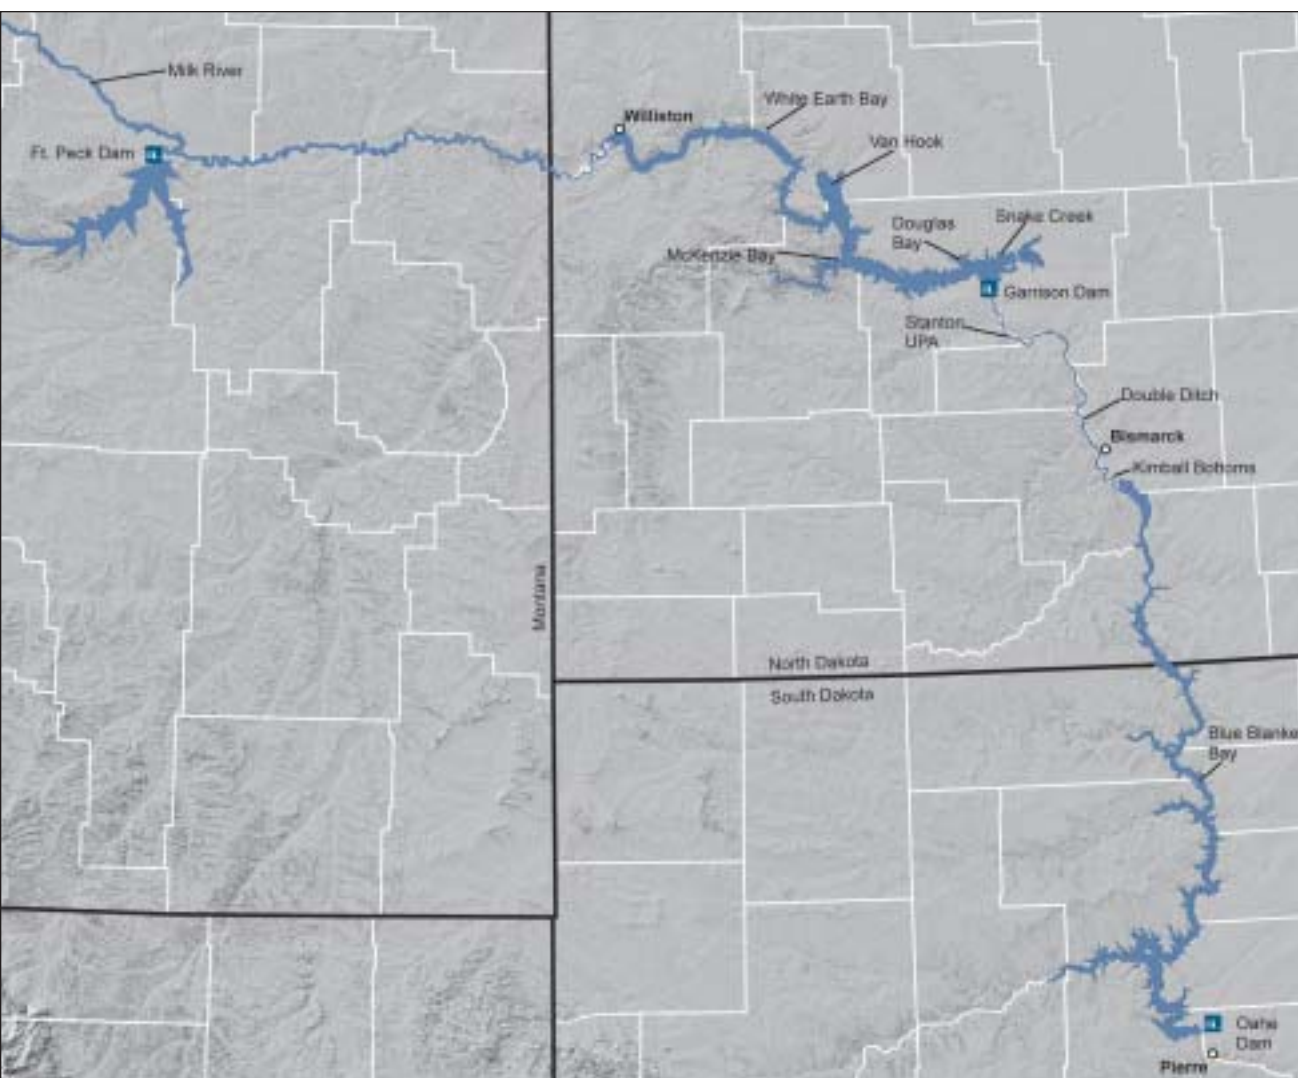 Milk River
Ft. Peck Dam
Williston
White Earth Bay
Van Hook
Douglas
Bay
Snake Creek
McKenzie Bay
Garrison Dam
Stanton
UPA
Double Ditch
Bismarck
Kimball Bottoms
Montana
North Dakota
South Dakota
Blue Blanke
Bay
Oahe
Dam
Pierre